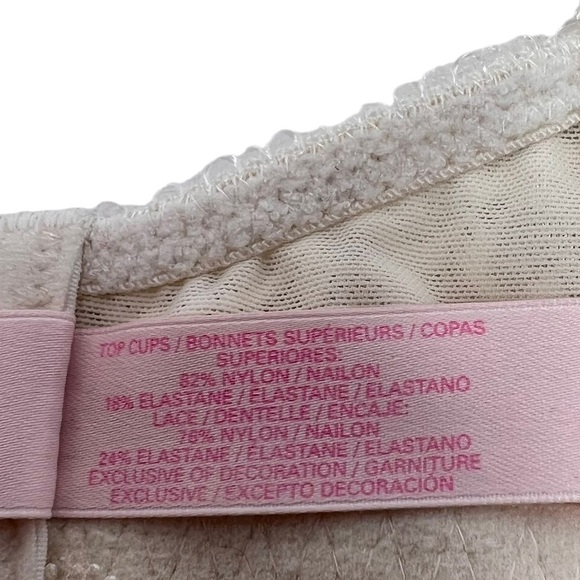 TOP CUPS / BONNETS SUPÉRIEURS / COPAS
SUPERIORES:
82% NYLON / NAILON
18% ELASTANE / ÉLASTANE / ELASTANO
LACE / DENTELLE / ENCAJE:
76% NYLON / NAILON
24% ELASTANE / ÉLASTANE / ELASTANO
EXCLUSIVE OF DECORATION / GARNITURE
EXCLUSIVE / EXCEPTO DECORACIÓN